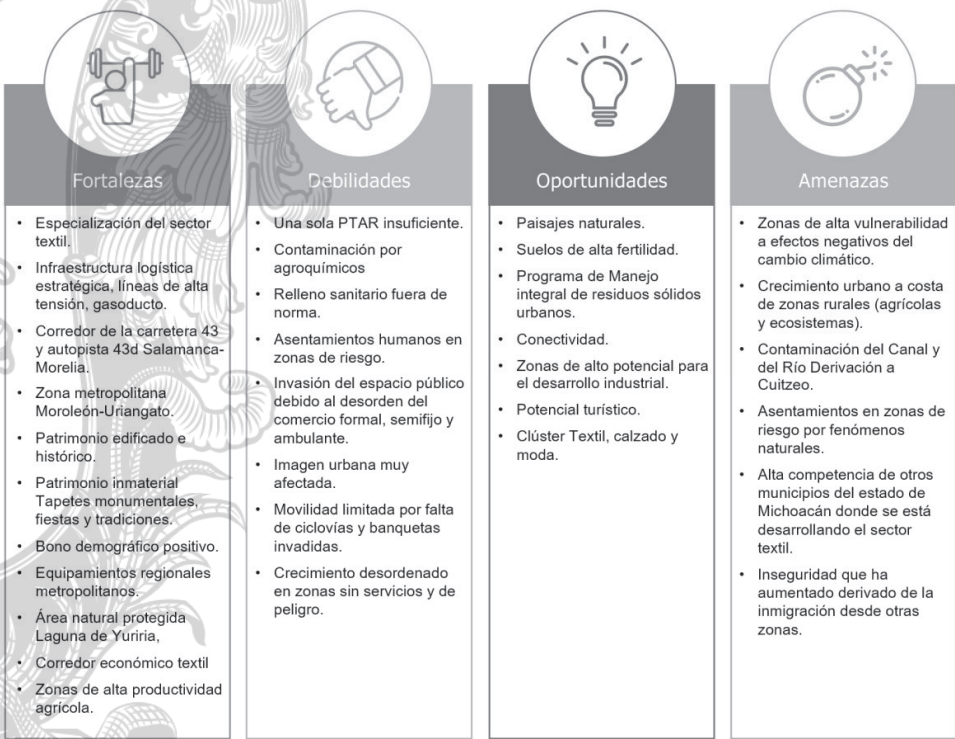 Fortalezas
• Especialización del sector
textil.
• Infraestructura logística
estratégica, líneas de alta
tensión, gasoducto.
• Corredor de la carretera 43
y autopista 43d Salamanca-
Morelia.
• Zona metropolitana
Moroleón-Uriangato.
• Patrimonio edificado e
histórico.
• Patrimonio inmaterial
Tapetes monumentales,
fiestas y tradiciones.
• Bono demográfico positivo.
• Equipamientos regionales
metropolitanos.
• Área natural protegida
Laguna de Yuriria,
• Corredor económico textil
• Zonas de alta productividad
agrícola.
Debilidades
• Una sola PTAR insuficiente.
• Contaminación por
agroquímicos
• Relleno sanitario fuera de
norma.
• Asentamientos humanos en
zonas de riesgo.
• Invasión del espacio público
debido al desorden del
comercio formal, semifijo y
ambulante.
• Imagen urbana muy
afectada.
• Movilidad limitada por falta
de ciclovías y banquetas
invadidas.
• Crecimiento desordenado
en zonas sin servicios y de
peligro.
Oportunidades
• Paisajes naturales.
• Suelos de alta fertilidad.
• Programa de Manejo
integral de residuos sólidos
urbanos.
• Conectividad.
• Zonas de alto potencial para
el desarrollo industrial.
• Potencial turístico.
• Clúster Textil, calzado y
moda.
Amenazas
• Zonas de alta vulnerabilidad
a efectos negativos del
cambio climático.
• Crecimiento urbano a costa
de zonas rurales (agrícolas
y ecosistemas).
• Contaminación del Canal y
del Río Derivación a
Cuitzeo.
• Asentamientos en zonas de
riesgo por fenómenos
naturales.
• Alta competencia de otros
municipios del estado de
Michoacán donde se está
desarrollando el sector
textil.
• Inseguridad que ha
aumentado derivado de la
inmigración desde otras
zonas.